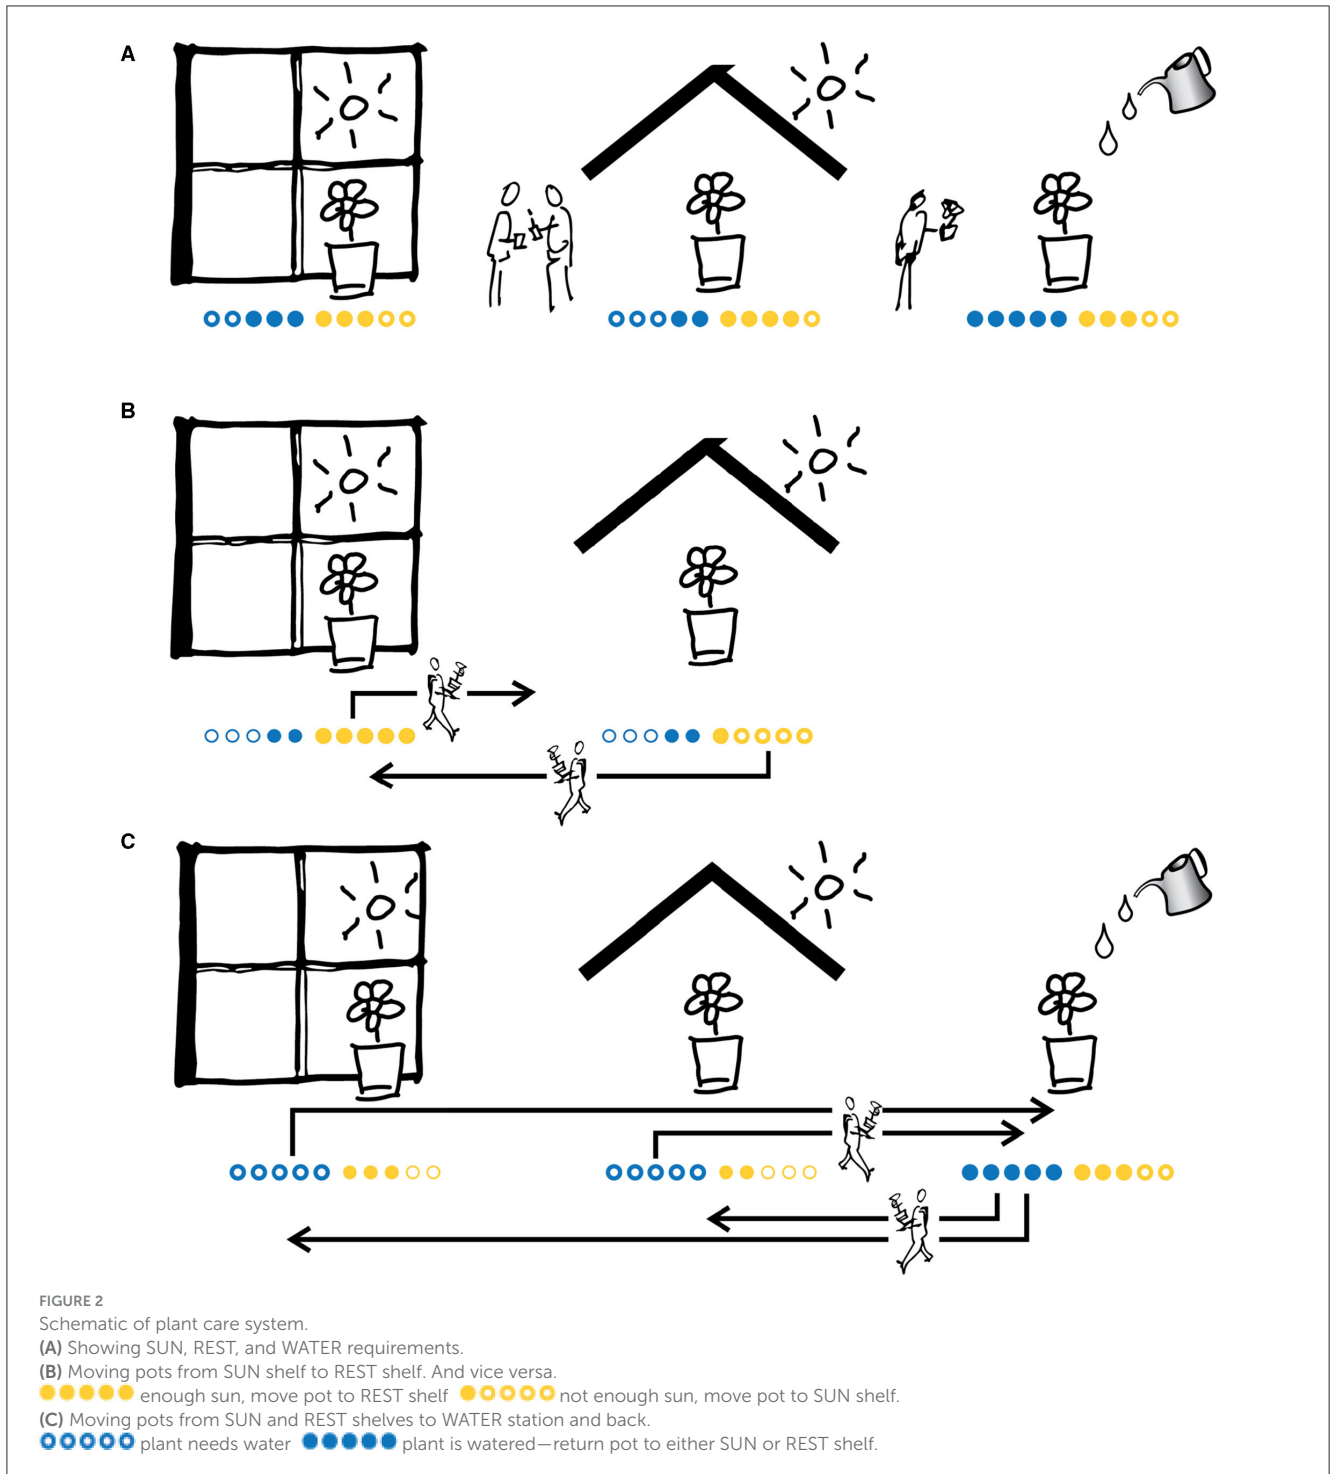 A
B
C
FIGURE 2
Schematic of plant care system.
(A) Showing SUN, REST, and WATER requirements.
(B) Moving pots from SUN shelf to REST shelf. And vice versa.
enough sun, move pot to REST shelf not enough sun, move pot to SUN shelf.
(C) Moving pots from SUN and REST shelves to WATER station and back.
plant needs water plant is watered—return pot to either SUN or REST shelf.